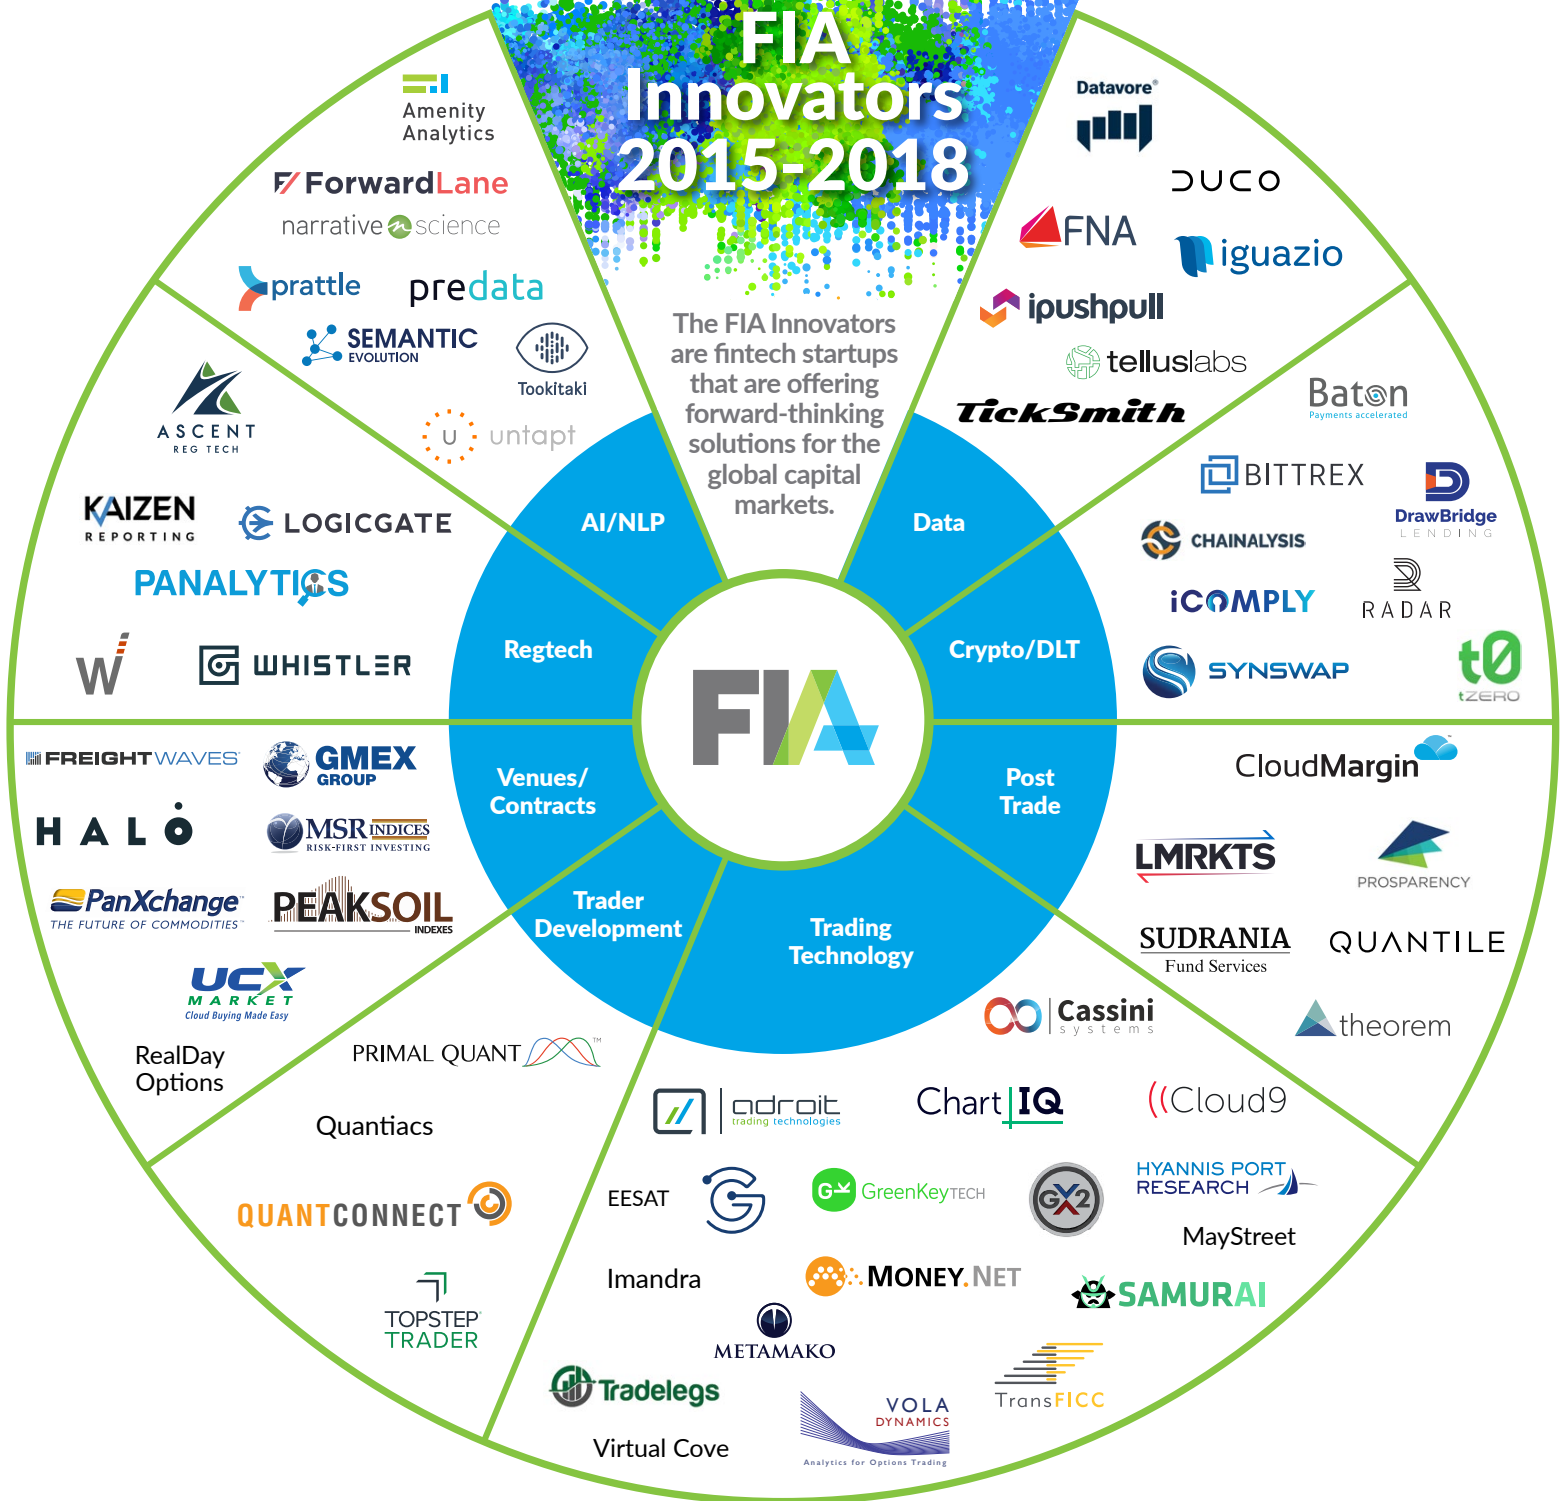 FIA
Innovators
2015-2018
The FIA Innovators
are fintech startups
that are offering
forward-thinking
solutions for the
global capital
markets.
Amenity
Analytics
ForwardLane
narrative science
prattle
predata
SEMANTIC
EVOLUTION
Tookitaki
u
untapt
AI/NLP
Datavore®
DUCO
FNA
iguazio
ipushpull
telluslabs
TickSmith
Data
ASCENT
REG TECH
KAIZEN
REPORTING
LOGICGATE
PANALYTICS
W
WHISTLER
Regtech
Baton
Payments accelerated
BITTREX
DrawBridge
LENDING
CHAINALYSIS
iCOMPLY
RADAR
SYNSWAP
t0
tZERO
Crypto/DLT
FIA
FREIGHTWAVES
GMEX
GROUP
HALO
MSR INDICES
RISK-FIRST INVESTING
PanXchange
THE FUTURE OF COMMODITIES™
PEAKSOIL
INDEXES
UCX
MARKET
Cloud Buying Made Easy
RealDay
Options
Venues/
Contracts
Post
Trade
CloudMargin
LMRKTS
PROSPARENCY
SUDRANIA
Fund Services
QUANTILE
theorem
Trader
Development
PRIMAL QUANT™
Quantiacs
QUANTCONNECT
TOPSTEP
TRADER
Trading
Technology
Cassini
systems
adroit
trading technologies
Chart IQ
((Cloud9
EESAT
G
GK GreenKeyTECH
GX2
HYANNIS PORT
RESEARCH
MayStreet
Imandra
MONEY.NET
SAMURAI
METAMAKO
TransFICC
Tradelegs
VOLA
DYNAMICS
Analytics for Options Trading
Virtual Cove